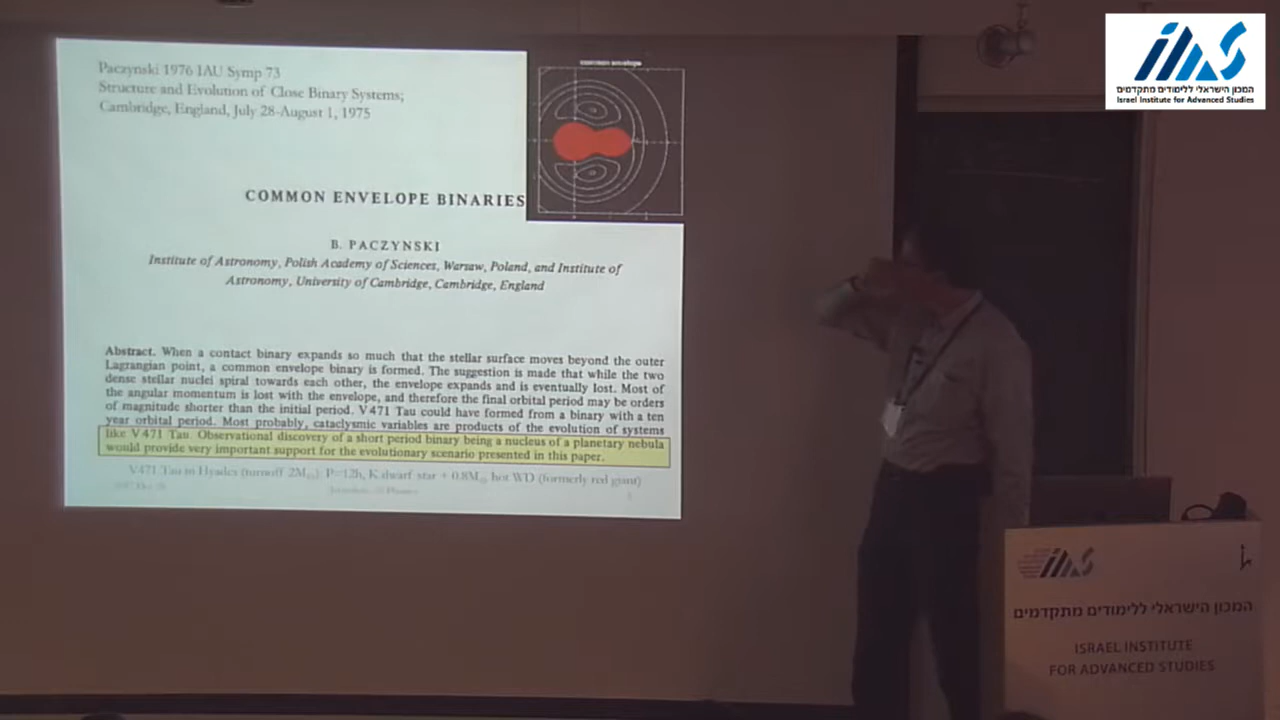 Paczynski 1976 IAU Symp 73
Structure and Evolution of Close Binary Systems;
Cambridge, England, July 28-August 1, 1975
common envelope
COMMON ENVELOPE BINARIES
B. PACZYNSKI
Institute of Astronomy, Polish Academy of Sciences, Warsaw, Poland, and Institute of
Astronomy, University of Cambridge, Cambridge, England
Abstract. When a contact binary expands so much that the stellar surface moves beyond the outer
Lagrangian point, a common envelope binary is formed. The suggestion is made that while the two
dense stellar nuclei spiral towards each other, the envelope expands and is eventually lost. Most of
the angular momentum is lost with the envelope, and therefore the final orbital period may be orders
of magnitude shorter than the initial period. V 471 Tau could have formed from a binary with a ten
year orbital period. Most probably, cataclysmic variables are products of the evolution of systems
like V 471 Tau. Observational discovery of a short period binary being a nucleus of a planetary nebula
would provide very important support for the evolutionary scenario presented in this paper.
V471 Tau in Hyades (turnoff 2M): P=12h, K dwarf star + 0.8M hot WD (formerly red giant)
ias
המכון הישראלי ללימודים מתקדמים
Israel Institute for Advanced Studies
ias
המכון הישראלי ללימודים מתקדמים
ISRAEL INSTITUTE
FOR ADVANCED STUDIES